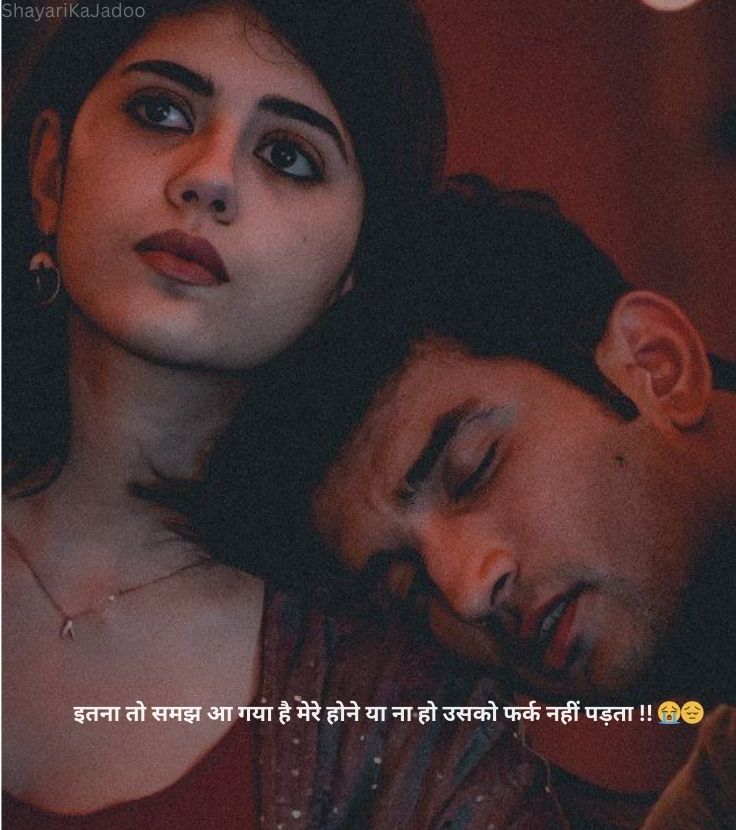 ShayariKaJadoo
इतना तो समझ आ गया है मेरे होने या ना हो उसको फर्क नहीं पड़ता !! 😭😔